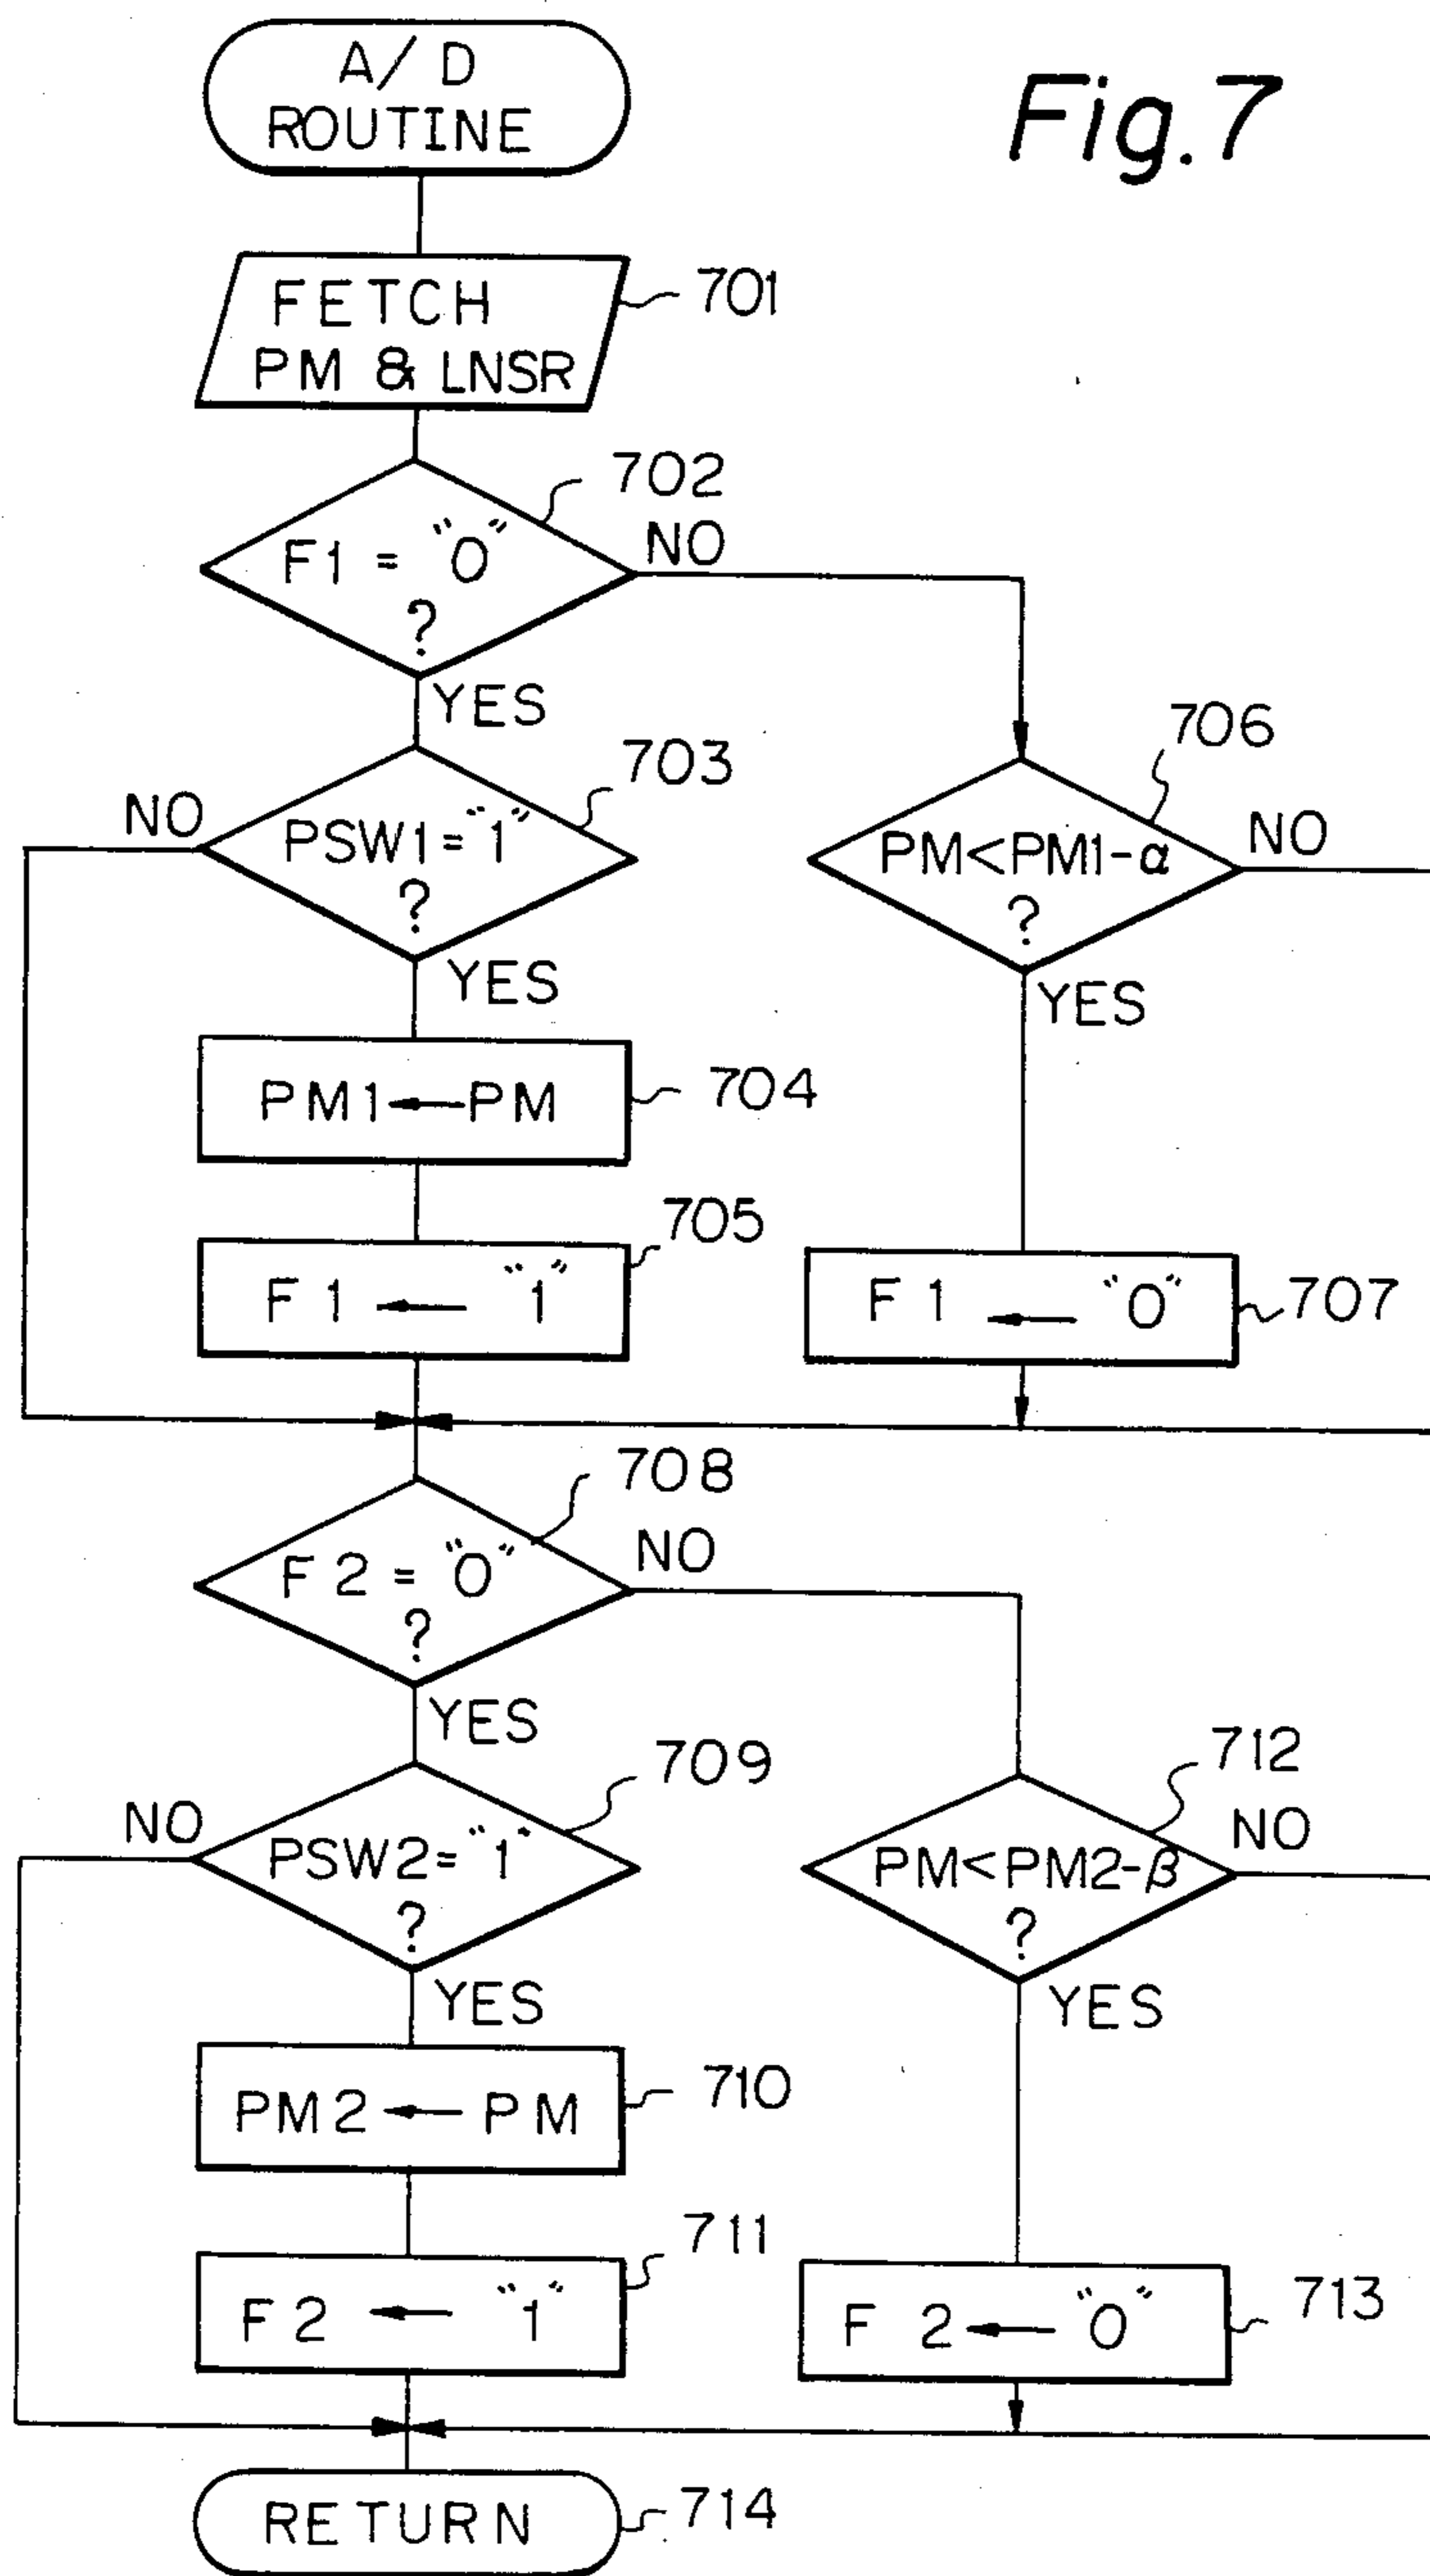 Fig.7
A/D
ROUTINE
FETCH
PM & LNSR
701
702
F1 = "0"
?
NO
YES
703
NO
PSW1="1"
?
YES
706
PM<PM1-α
?
NO
YES
PM1←PM
704
F1 ← "1"
705
F1 ← "0"
707
708
F2 = "0"
?
NO
YES
709
NO
PSW2="1"
?
YES
712
PM<PM2-β
?
NO
YES
PM2 ← PM
710
F2 ← "1"
711
F 2 ← "0"
713
RETURN
714